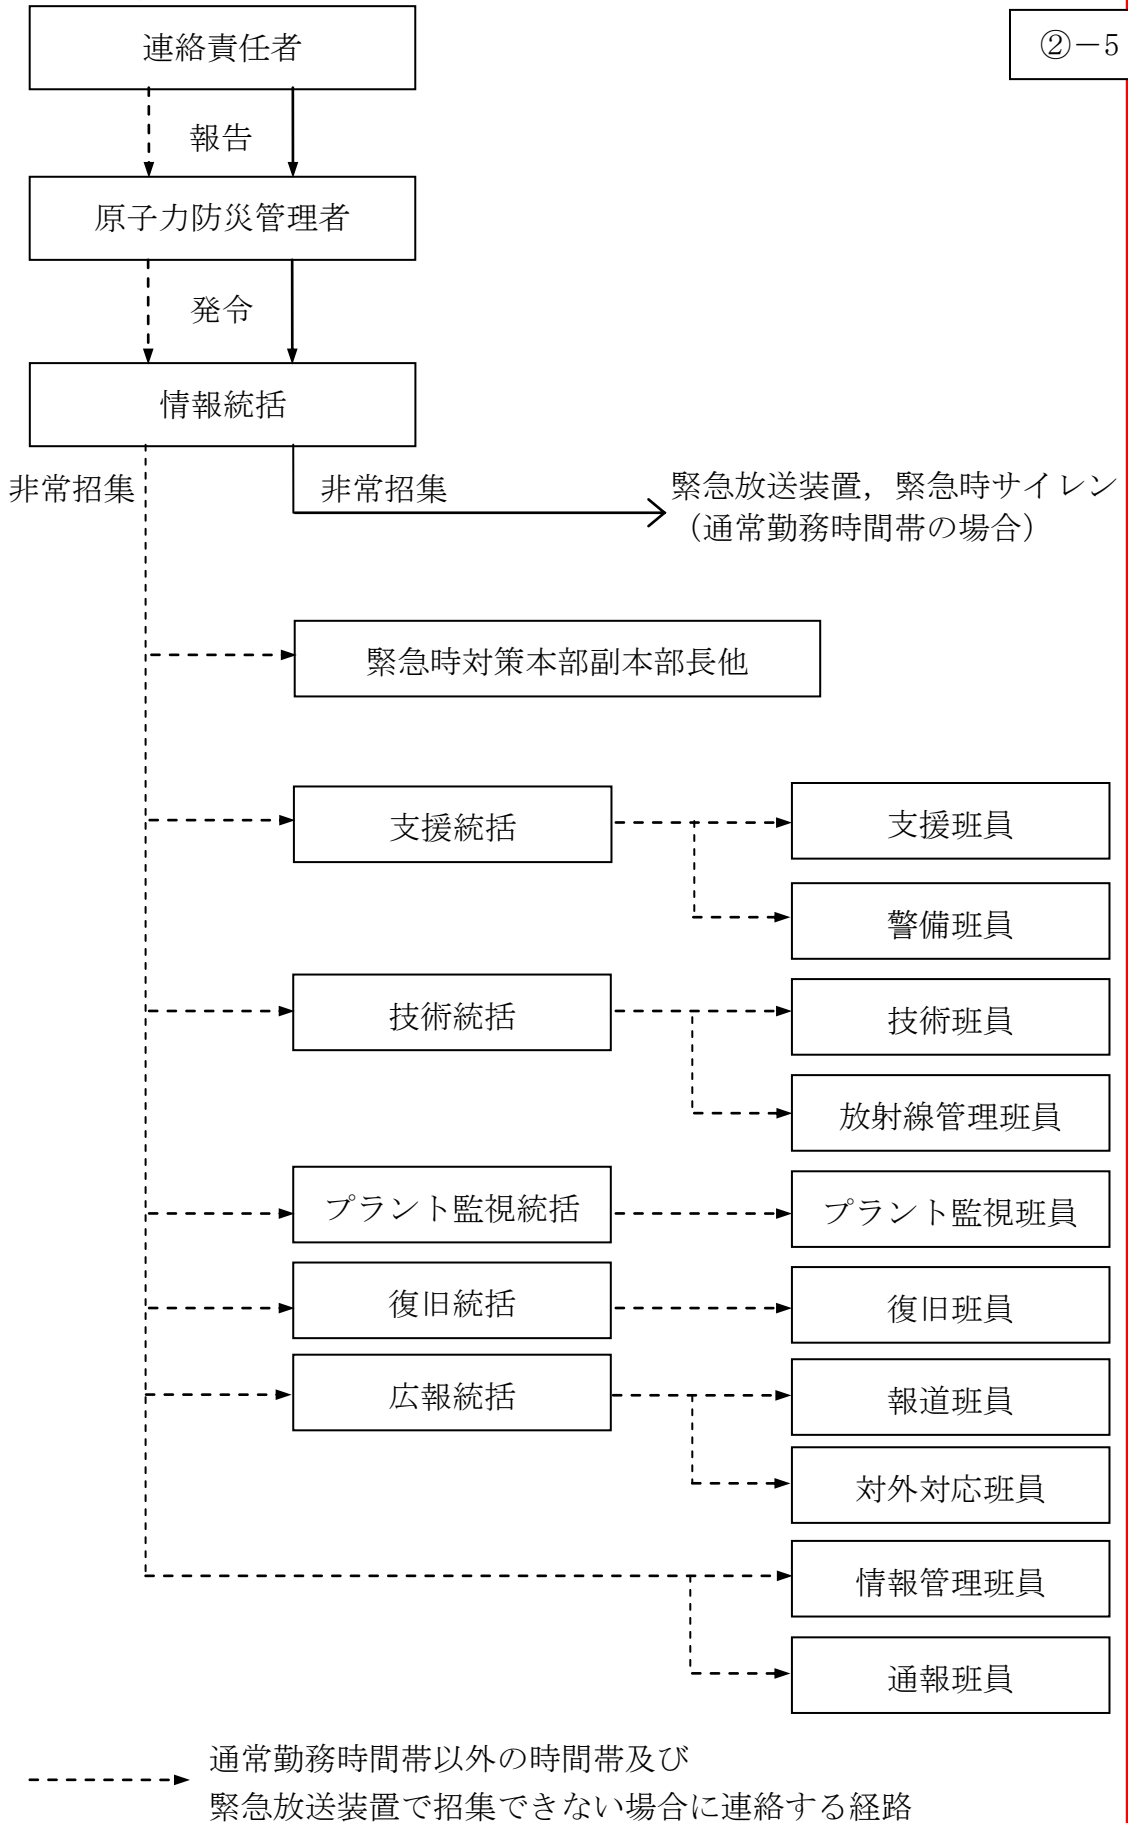 連絡責任者
②－5
報告
原子力防災管理者
発令
情報統括
非常招集
非常招集
緊急放送装置，緊急時サイレン
（通常勤務時間帯の場合）
緊急時対策本部副本部長他
支援統括
支援班員
警備班員
技術統括
技術班員
放射線管理班員
プラント監視統括
プラント監視班員
復旧統括
復旧班員
広報統括
報道班員
対外対応班員
情報管理班員
通報班員
通常勤務時間帯以外の時間帯及び
緊急放送装置で招集できない場合に連絡する経路